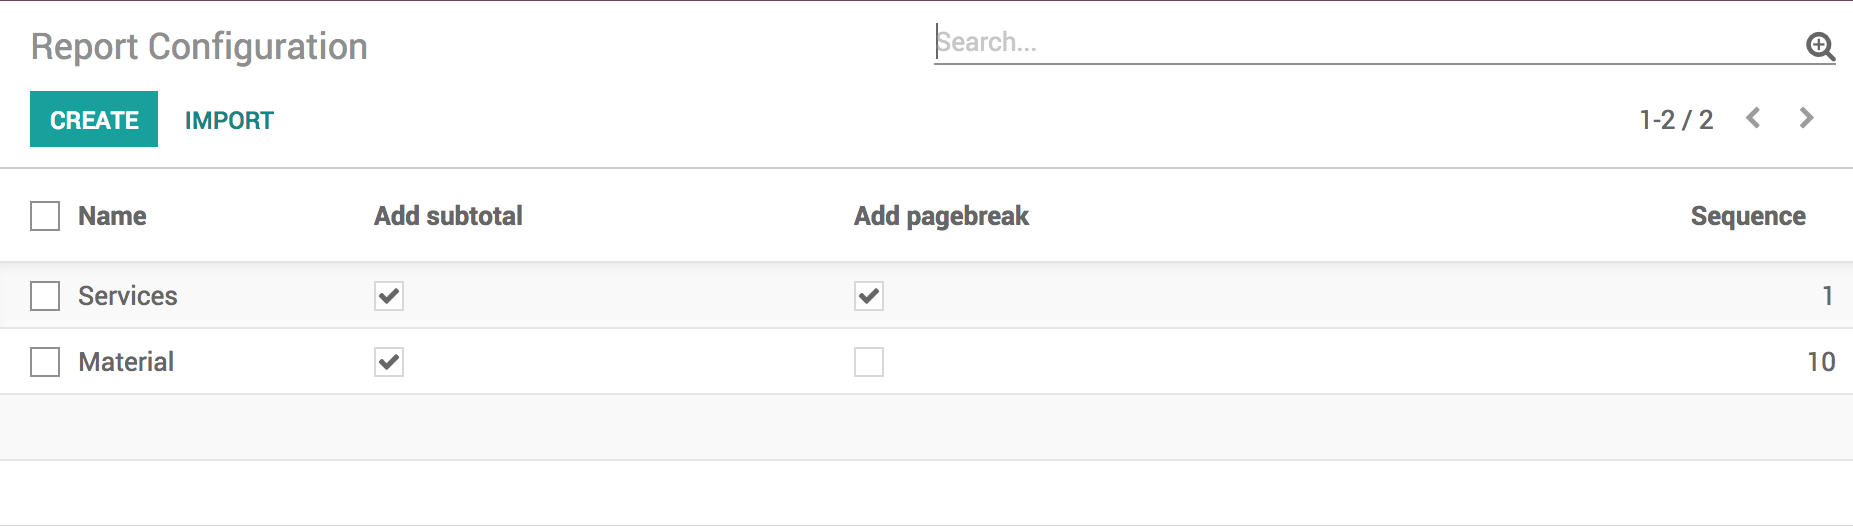 Report Configuration
Search...
CREATE IMPORT
1-2 / 2
Name Add subtotal Add pagebreak Sequence
Services 1
Material 10